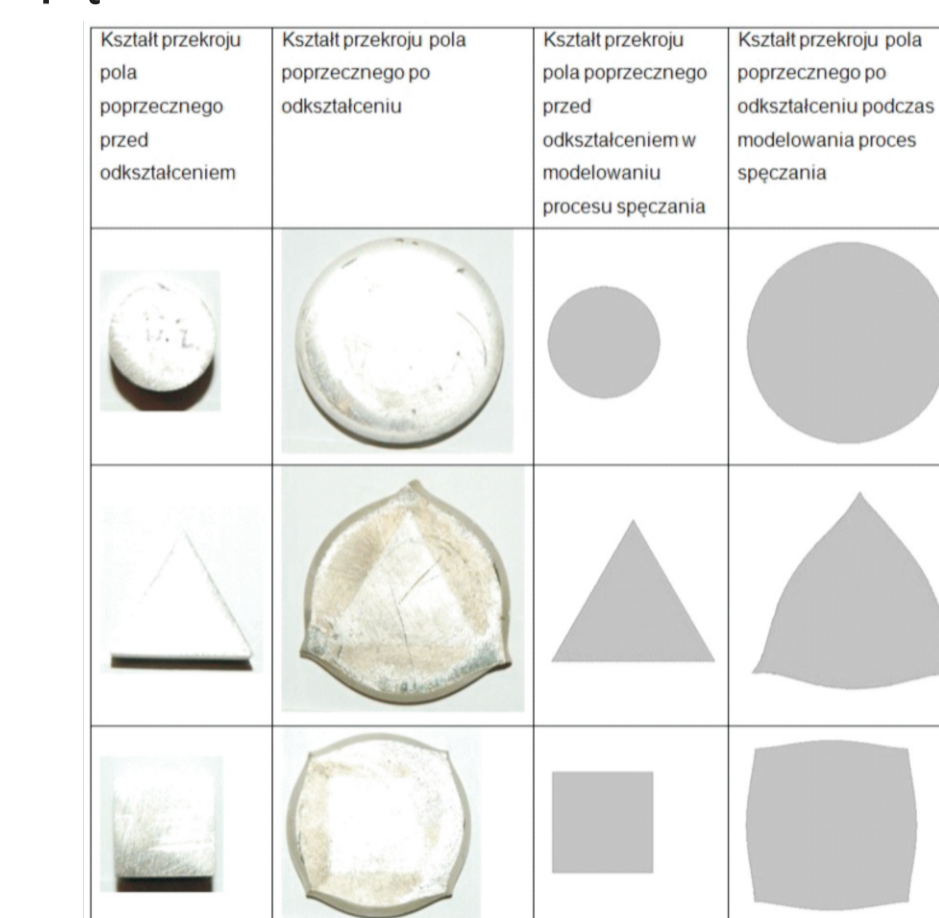 Kształt przekroju
pola
poprzecznego
przed
odkształceniem
Kształt przekroju pola
poprzecznego po
odkształceniu
Kształt przekroju
pola poprzecznego
przed
odkształceniem w
modelowaniu
procesu spęczania
Kształt przekroju pola
poprzecznego po
odkształceniu podczas
modelowania proces
spęczania